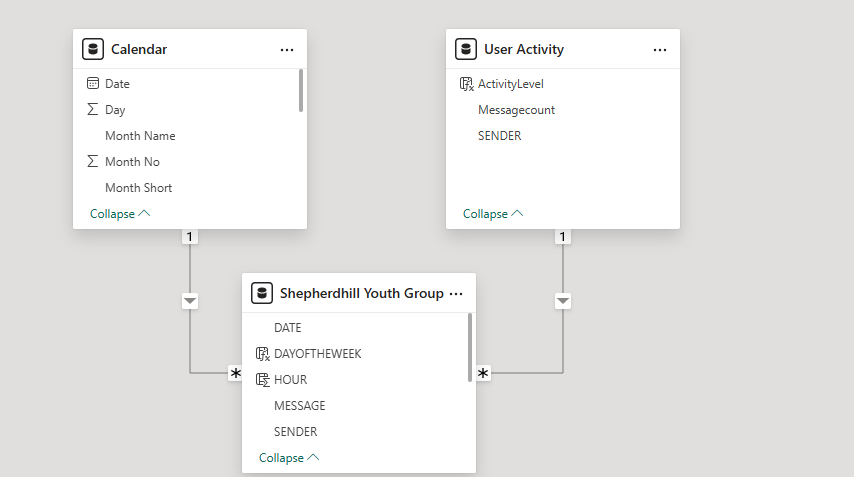 Calendar
Date
Day
Month Name
Month No
Month Short
Collapse
User Activity
ActivityLevel
Messagecount
SENDER
Collapse
1
1
*
*
Shepherdhill Youth Group
DATE
DAYOFTHEWEEK
HOUR
MESSAGE
SENDER
Collapse